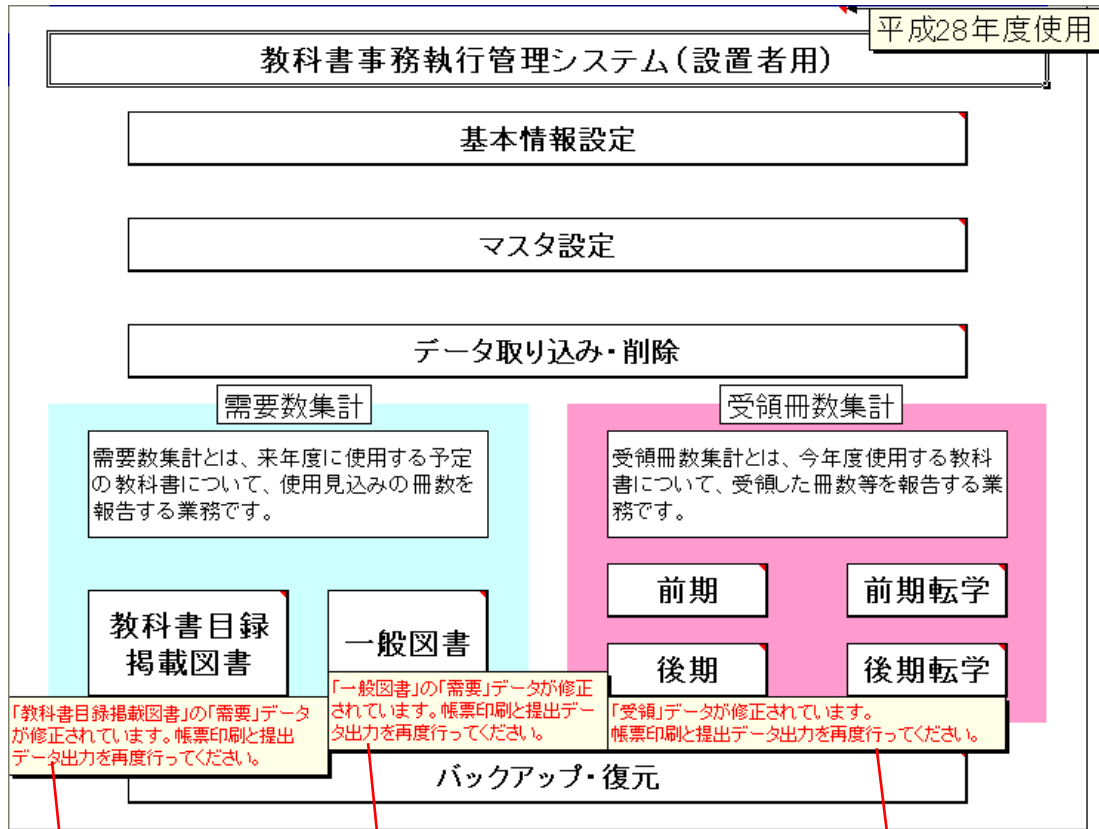 平成28年度使用
教科書事務執行管理システム(設置者用)
基本情報設定
マスタ設定
データ取り込み・削除
需要数集計
需要数集計とは、来年度に使用する予定
の教科書について、使用見込みの冊数を
報告する業務です。
教科書目録
掲載図書
一般図書
「教科書目録掲載図書」の「需要」データ
が修正されています。帳票印刷と提出
データ出力を再度行ってください。
「一般図書」の「需要」データが修正
されています。帳票印刷と提出デー
タ出力を再度行ってください。
受領冊数集計
受領冊数集計とは、今年度使用する教科
書について、受領した冊数等を報告する業
務です。
前期
前期転学
後期
後期転学
「受領」データが修正されています。
帳票印刷と提出データ出力を再度行ってください。
バックアップ・復元